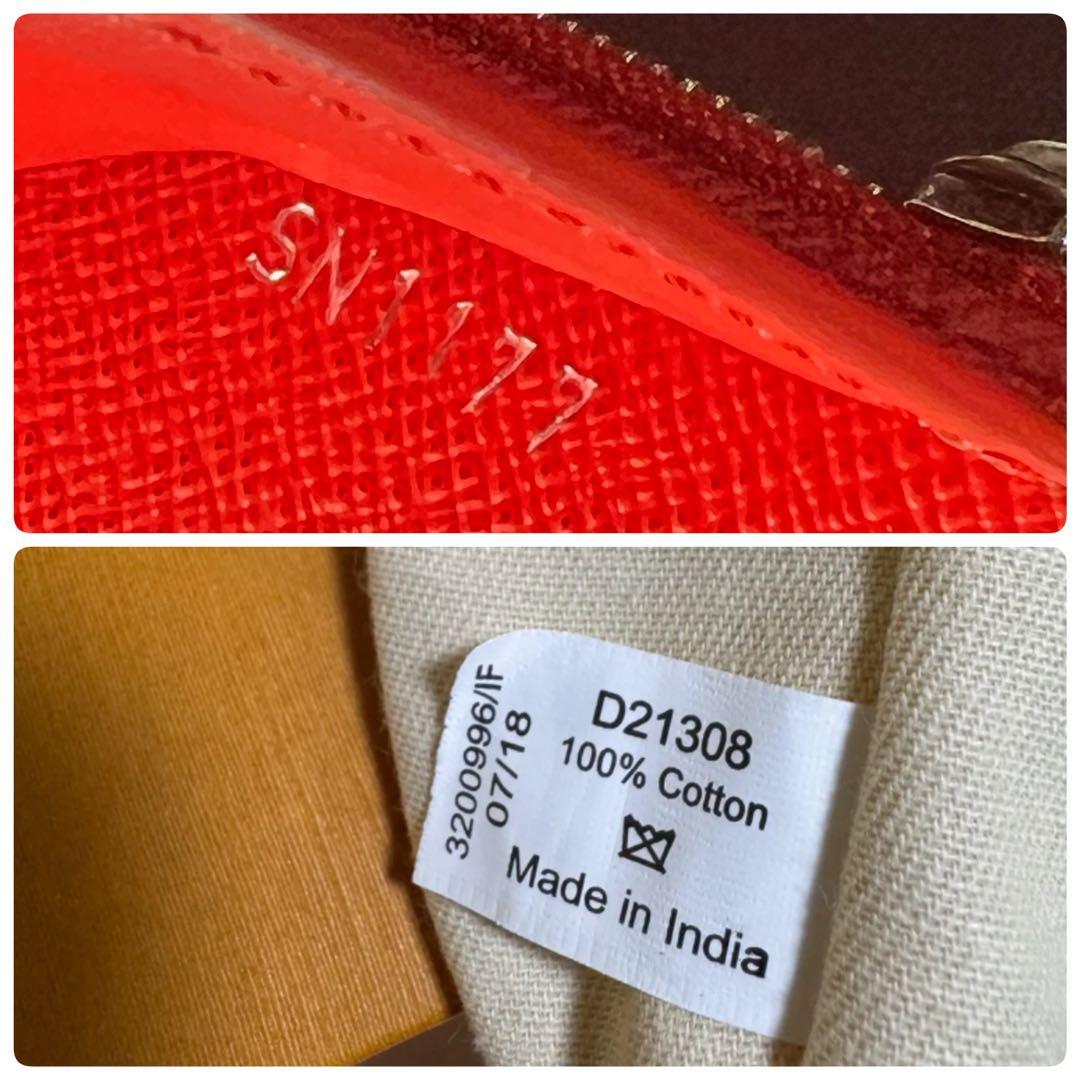 SN1177
3200996/IF
07/18
D21308
100% Cotton
Made in India